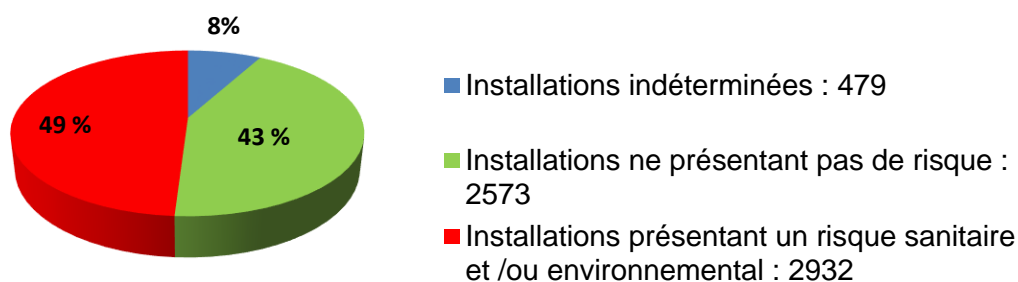 8%
49 %
43 %
Installations indéterminées : 479
Installations ne présentant pas de risque :
2573
Installations présentant un risque sanitaire
et /ou environnemental : 2932